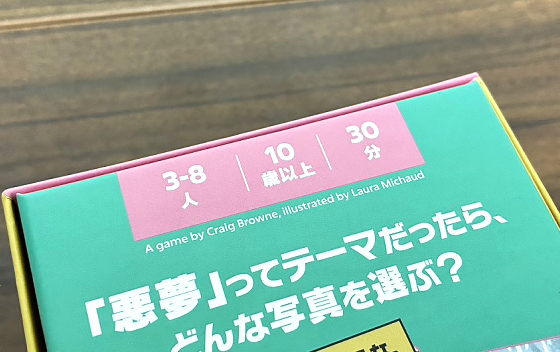 3-8 10 30
人 歳以上 分
A game by Craig Browne, illustrated by Laura Michaud
「悪夢」ってテーマだったら、
どんな写真を選ぶ?